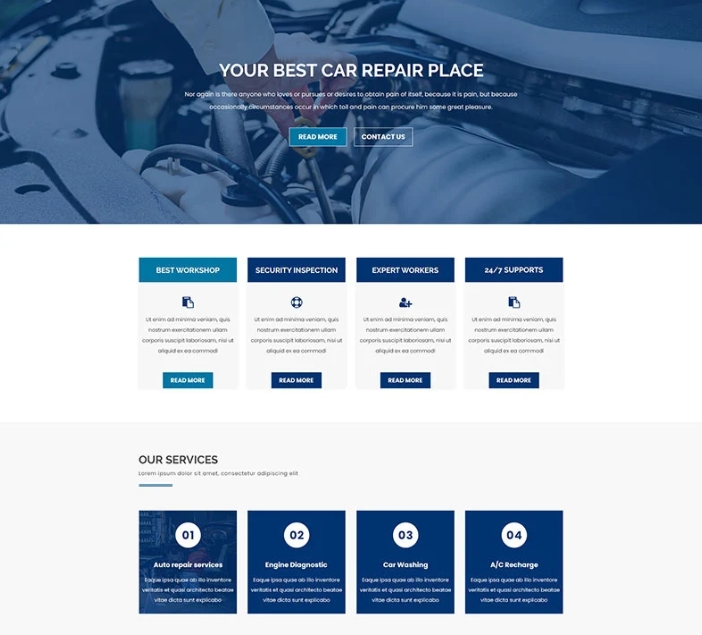 YOUR BEST CAR REPAIR PLACE
Nor again is there anyone who loves or pursues or desires to obtain pain of itself, because it is pain, but because
occasionally circumstances occur in which toil and pain can procure him some great pleasure.
READ MORE
CONTACT US
BEST WORKSHOP
Ut enim ad minima veniam, quis
nostrum exercitationem ullam
corporis suscipit laboriosam, nisi ut
aliquid ex ea commodi
READ MORE
SECURITY INSPECTION
Ut enim ad minima veniam, quis
nostrum exercitationem ullam
corporis suscipit laboriosam, nisi ut
aliquid ex ea commodi
READ MORE
EXPERT WORKERS
Ut enim ad minima veniam, quis
nostrum exercitationem ullam
corporis suscipit laboriosam, nisi ut
aliquid ex ea commodi
READ MORE
24/7 SUPPORTS
Ut enim ad minima veniam, quis
nostrum exercitationem ullam
corporis suscipit laboriosam, nisi ut
aliquid ex ea commodi
READ MORE
OUR SERVICES
Lorem ipsum dolor sit amet, consectetur adipiscing elit
01
Auto repair services
Eaque ipsa quae ab illo inventore
veritatis et quasi architecto beatae
vitae dicta sunt explicabo
02
Engine Diagnostic
Eaque ipsa quae ab illo inventore
veritatis et quasi architecto beatae
vitae dicta sunt explicabo
03
Car Washing
Eaque ipsa quae ab illo inventore
veritatis et quasi architecto beatae
vitae dicta sunt explicabo
04
A/C Recharge
Eaque ipsa quae ab illo inventore
veritatis et quasi architecto beatae
vitae dicta sunt explicabo